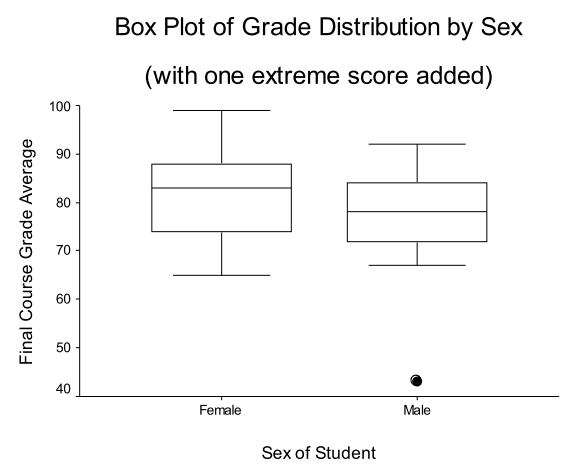 Box Plot of Grade Distribution by Sex
(with one extreme score added)
Final Course Grade Average
100
90
80
70
60
50
40
Female
Male
Sex of Student